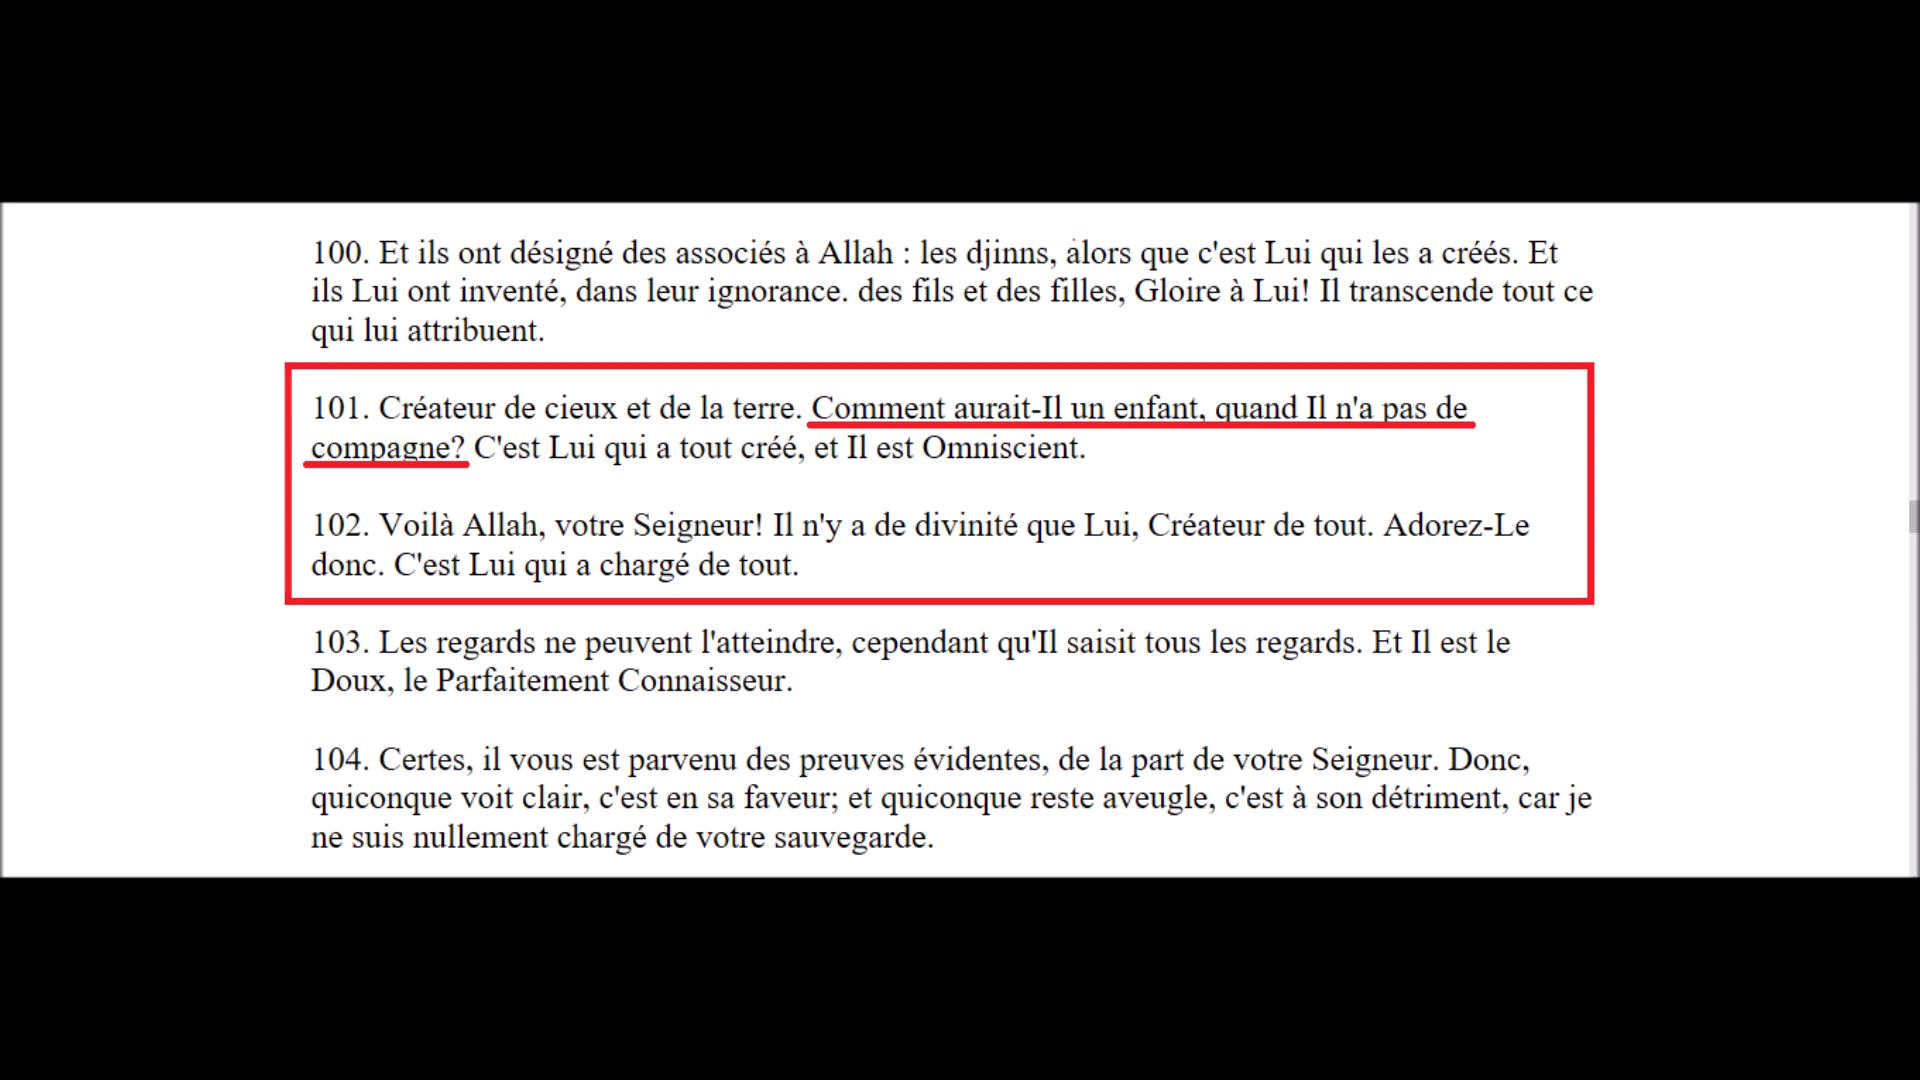 100. Et ils ont désigné des associés à Allah : les djinns, alors que c'est Lui qui les a créés. Et
ils Lui ont inventé, dans leur ignorance. des fils et des filles, Gloire à Lui! Il transcende tout ce
qui lui attribuent.
101. Créateur de cieux et de la terre. Comment aurait-Il un enfant, quand Il n'a pas de
compagne? C'est Lui qui a tout créé, et Il est Omniscient.
102. Voilà Allah, votre Seigneur! Il n'y a de divinité que Lui, Créateur de tout. Adorez-Le
donc. C'est Lui qui a chargé de tout.
103. Les regards ne peuvent l'atteindre, cependant qu'Il saisit tous les regards. Et Il est le
Doux, le Parfaitement Connaisseur.
104. Certes, il vous est parvenu des preuves évidentes, de la part de votre Seigneur. Donc,
quiconque voit clair, c'est en sa faveur; et quiconque reste aveugle, c'est à son détriment, car je
ne suis nullement chargé de votre sauvegarde.